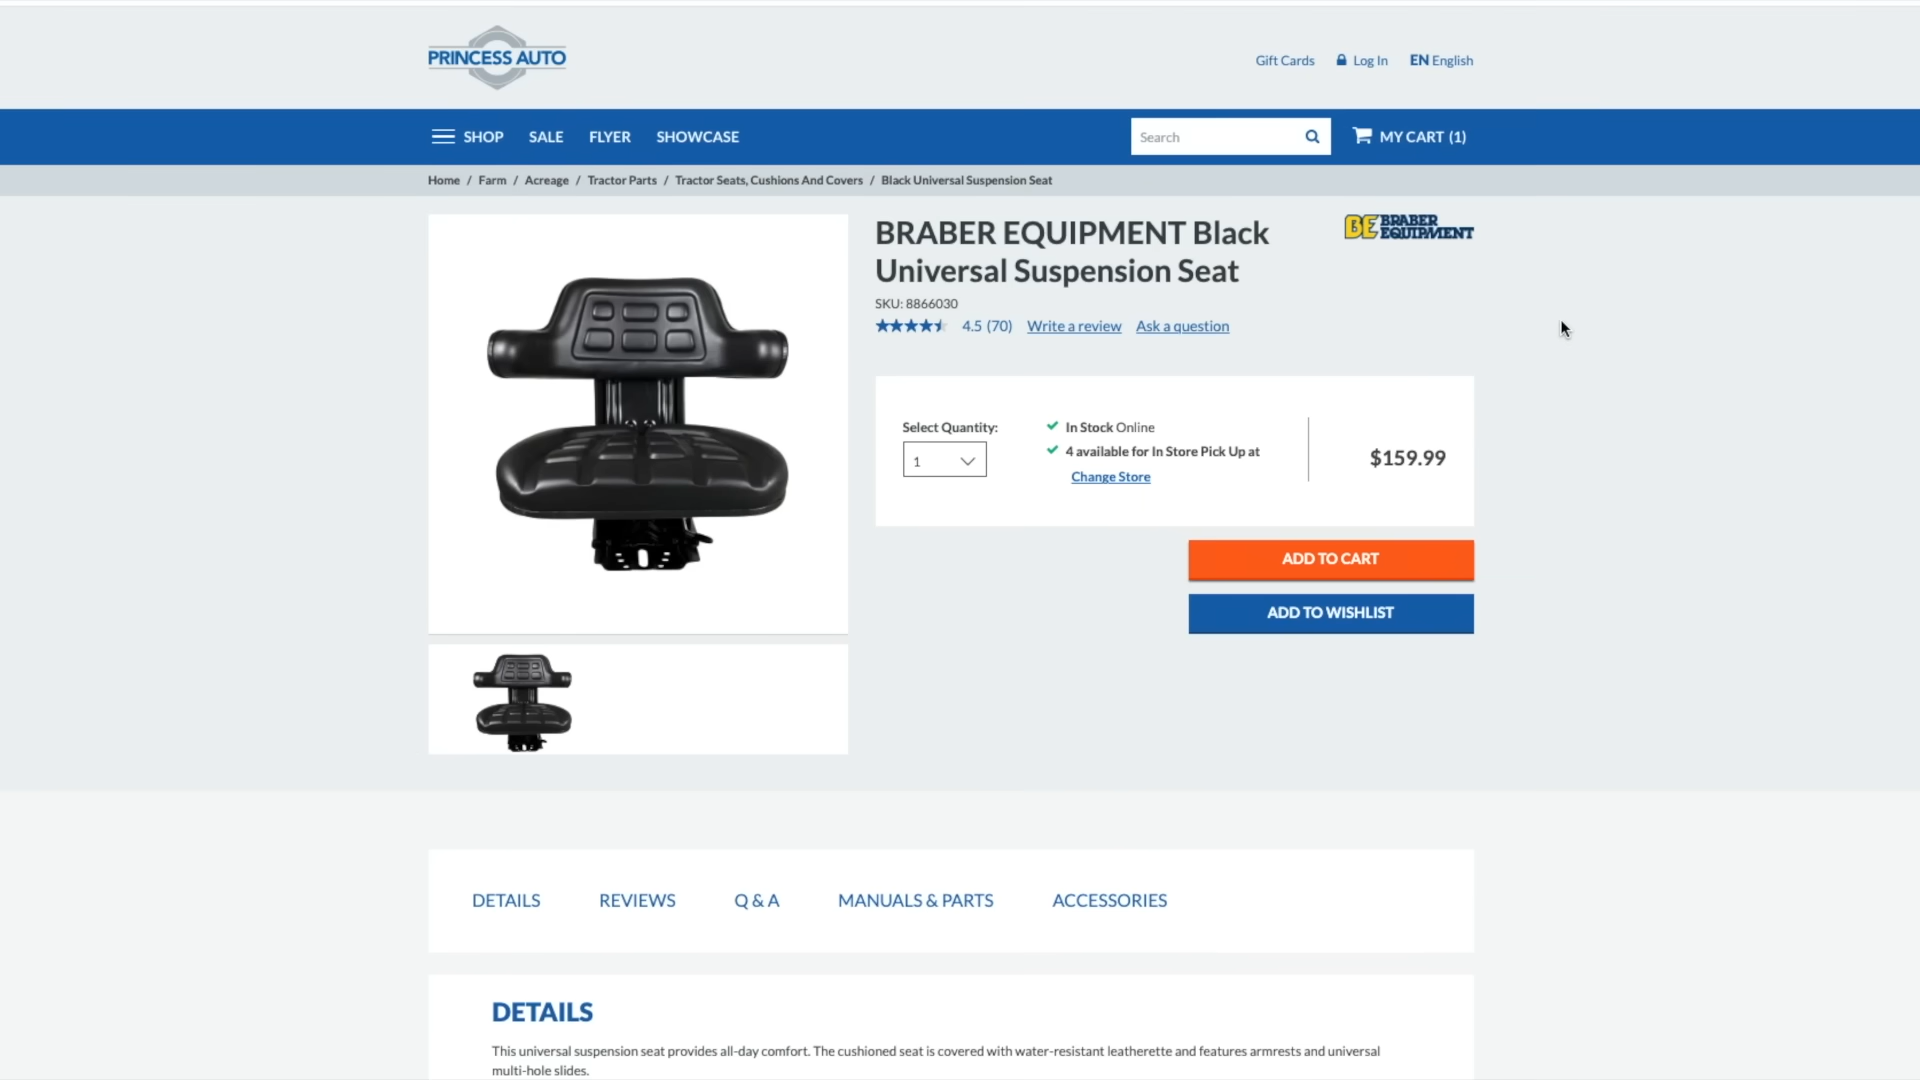 PRINCESS AUTO
Gift Cards
Log In
EN English
SHOP
SALE
FLYER
SHOWCASE
Search
MY CART (1)
Home / Farm / Acreage / Tractor Parts / Tractor Seats, Cushions And Covers / Black Universal Suspension Seat
BRABER EQUIPMENT Black
Universal Suspension Seat
BE BRABER
EQUIPMENT
SKU: 8866030
4.5 (70) Write a review Ask a question
Select Quantity:
1
In Stock Online
4 available for In Store Pick Up at
Change Store
$159.99
ADD TO CART
ADD TO WISHLIST
DETAILS
REVIEWS
Q & A
MANUALS & PARTS
ACCESSORIES
DETAILS
This universal suspension seat provides all-day comfort. The cushioned seat is covered with water-resistant leatherette and features armrests and universal
multi-hole slides.